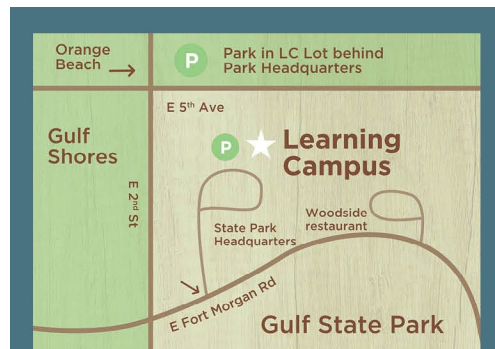 Orange
Beach
P
Park in LC Lot behind
Park Headquarters
E 5th Ave
Gulf
Shores
P
Learning
Campus
E 2nd St
State Park
Headquarters
Woodside
restaurant
E Fort Morgan Rd
Gulf State Park